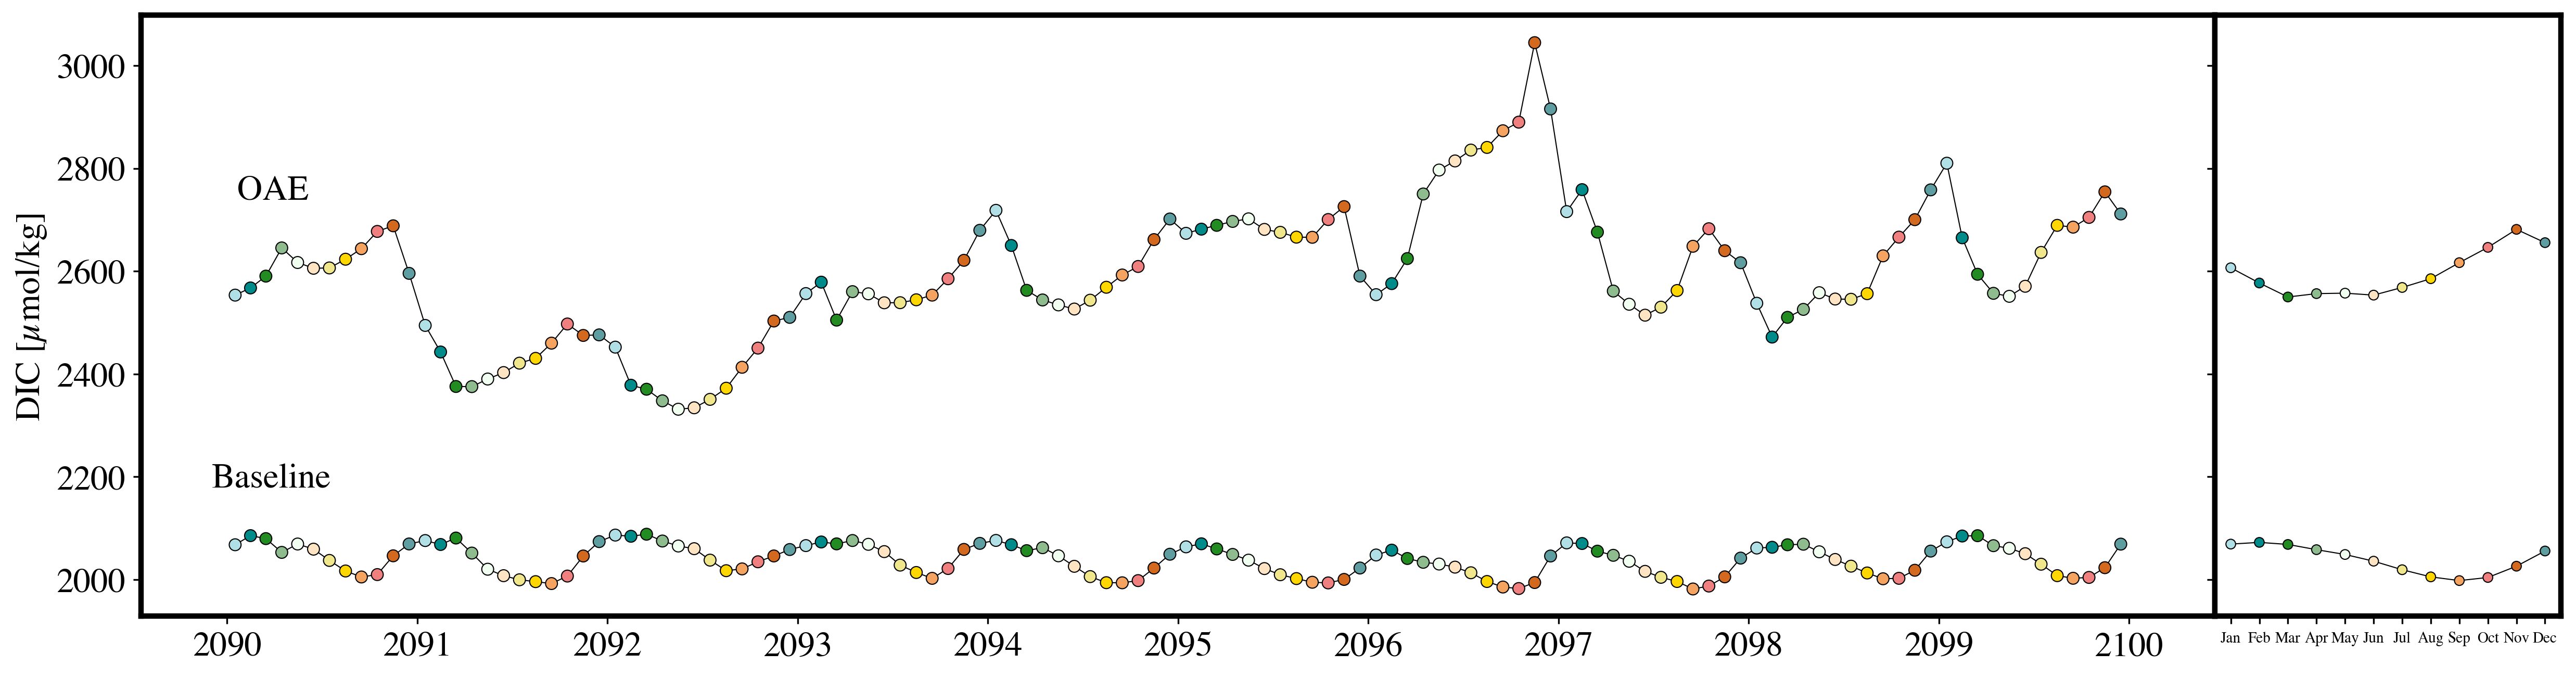 DIC [μmol/kg]
3000
2800
2600
2400
2200
2000
OAE
Baseline
2090 2091 2092 2093 2094 2095 2096 2097 2098 2099 2100
Jan Feb Mar Apr May Jun Jul Aug Sep Oct Nov Dec